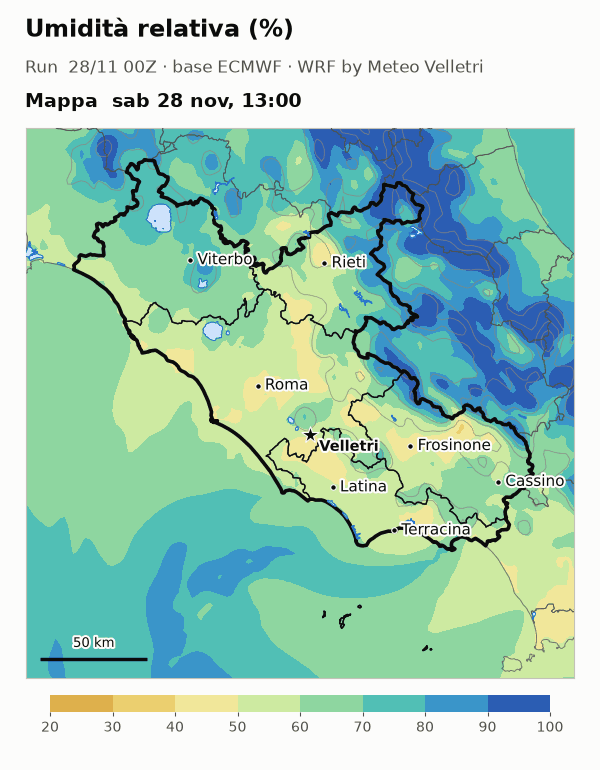 Umidità relativa (%)
Run  28/11 00Z · base ECMWF · WRF by Meteo Velletri
Mappa  sab 28 nov, 13:00
Viterbo
Rieti
Roma
Velletri
Frosinone
Cassino
Latina
Terracina
50 km
20 30 40 50 60 70 80 90 100